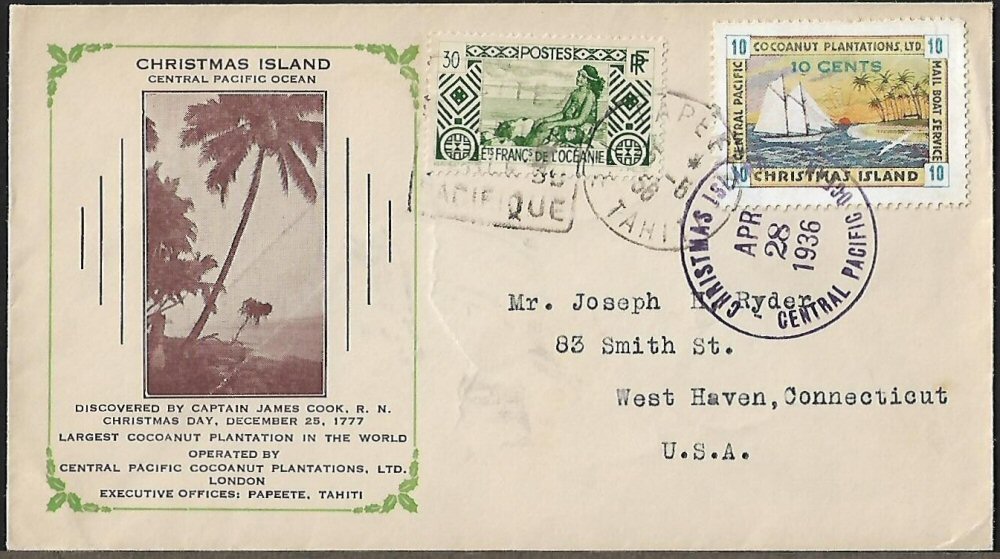 CHRISTMAS ISLAND
CENTRAL PACIFIC OCEAN
DISCOVERED BY CAPTAIN JAMES COOK, R. N.
CHRISTMAS DAY, DECEMBER 25, 1777
LARGEST COCOANUT PLANTATION IN THE WORLD
OPERATED BY
CENTRAL PACIFIC COCOANUT PLANTATIONS, LTD.
LONDON
EXECUTIVE OFFICES: PAPEETE, TAHITI
30 POSTES RF
ETS FRANÇS DE L'OCÉANIE
PACIFIQUE
TAHITI
10 COCOANUT PLANTATIONS, LTD. 10
10 CENTS
CENTRAL PACIFIC
MAIL BOAT SERVICE
10 CHRISTMAS ISLAND 10
CHRISTMAS
APR
28
1936
CENTRAL PACIFIC
Mr. Joseph Ryder
83 Smith St.
West Haven, Connecticut
U.S.A.